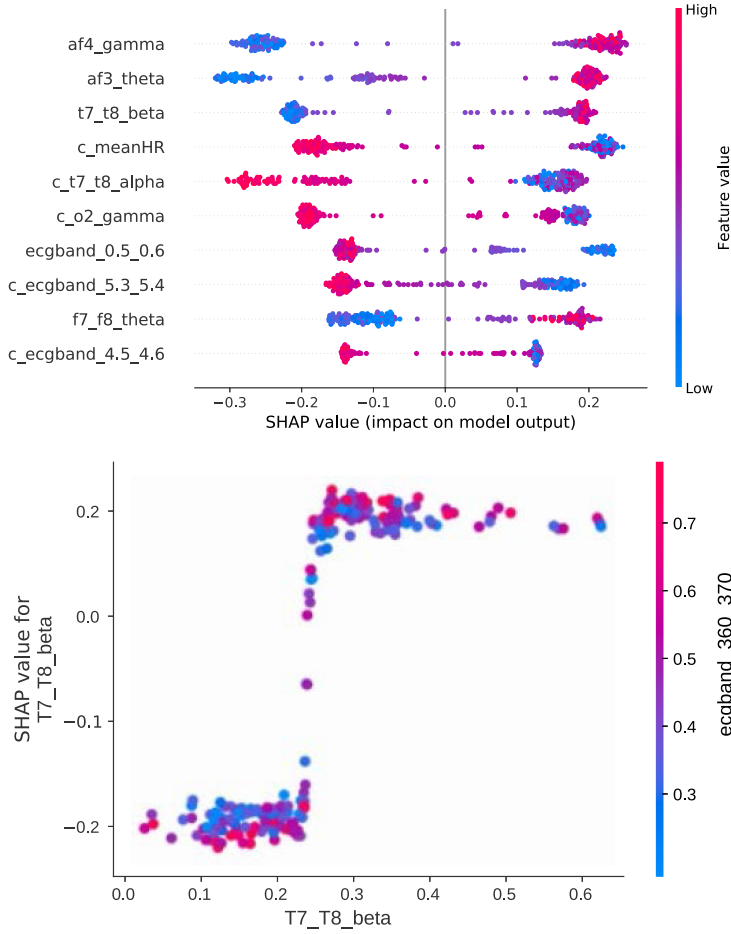 High
af4_gamma
af3_theta
t7_t8_beta
c_meanHR
c_t7_t8_alpha
c_o2_gamma
ecgband_0.5_0.6
c_ecgband_5.3_5.4
f7_f8_theta
c_ecgband_4.5_4.6
Low
Feature value
−0.3 −0.2 −0.1 0.0 0.1 0.2
SHAP value (impact on model output)
0.2
0.0
−0.1
−0.2
SHAP value for
T7_T8_beta
0.0 0.1 0.2 0.3 0.4 0.5 0.6
T7_T8_beta
0.7
0.6
0.5
0.4
0.3
ecgband_360_370